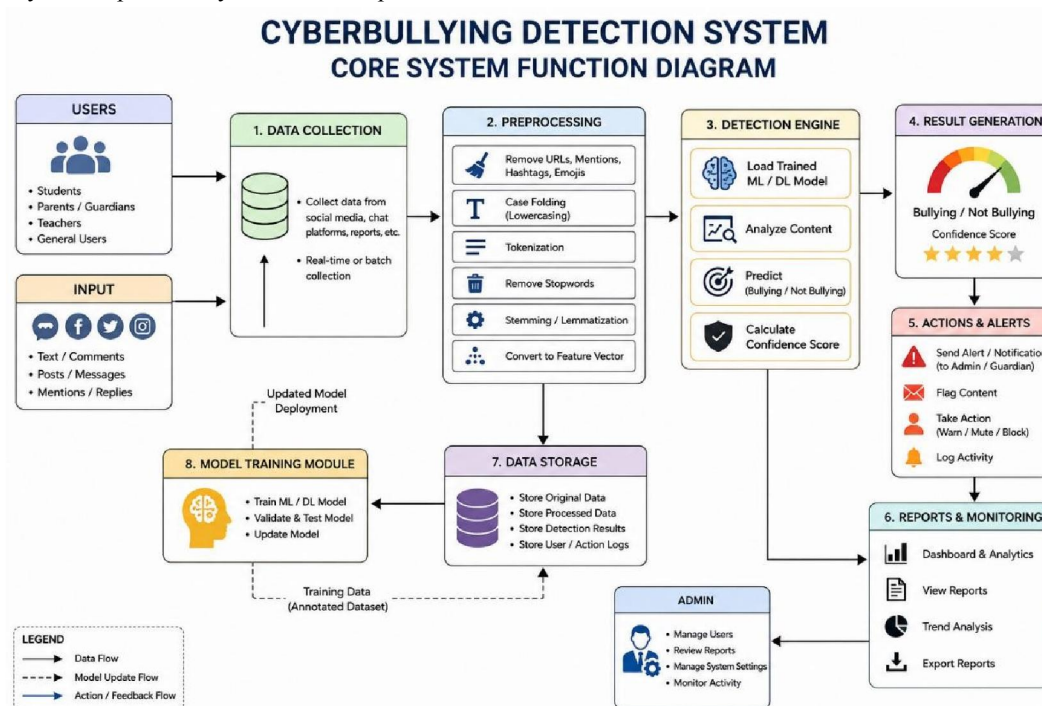 CYBERBULLYING DETECTION SYSTEM
CORE SYSTEM FUNCTION DIAGRAM
USERS
• Students
• Parents / Guardians
• Teachers
• General Users
INPUT
• Text / Comments
• Posts / Messages
• Mentions / Replies
1. DATA COLLECTION
• Collect data from
social media, chat
platforms, reports, etc.
• Real-time or batch
collection
2. PREPROCESSING
Remove URLs, Mentions,
Hashtags, Emojis
T
Case Folding
(Lowercasing)
Tokenization
Remove Stopwords
Stemming / Lemmatization
Convert to Feature Vector
3. DETECTION ENGINE
Load Trained
ML / DL Model
Analyze Content
Predict
(Bullying / Not Bullying)
Calculate
Confidence Score
4. RESULT GENERATION
Bullying / Not Bullying
Confidence Score
5. ACTIONS & ALERTS
Send Alert / Notification
(to Admin / Guardian)
Flag Content
Take Action
(Warn / Mute / Block)
Log Activity
6. REPORTS & MONITORING
Dashboard & Analytics
View Reports
Trend Analysis
Export Reports
Updated Model
Deployment
8. MODEL TRAINING MODULE
• Train ML / DL Model
• Validate & Test Model
• Update Model
7. DATA STORAGE
• Store Original Data
• Store Processed Data
• Store Detection Results
• Store User / Action Logs
Training Data
(Annotated Dataset)
ADMIN
• Manage Users
• Review Reports
• Manage System Settings
• Monitor Activity
LEGEND
Data Flow
Model Update Flow
Action / Feedback Flow